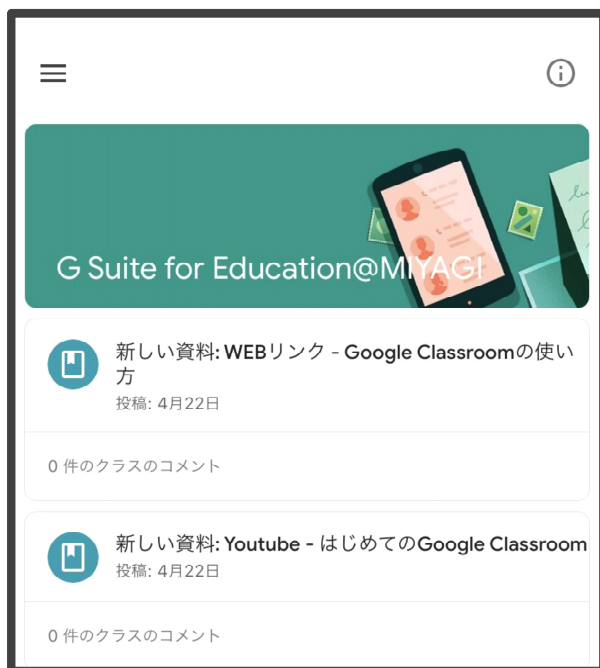 G Suite for Education@MIYAGI
新しい資料: WEBリンク - Google Classroomの使い
方
投稿: 4月22日
0 件のクラスのコメント
新しい資料: Youtube - はじめてのGoogle Classroom
投稿: 4月22日
0 件のクラスのコメント